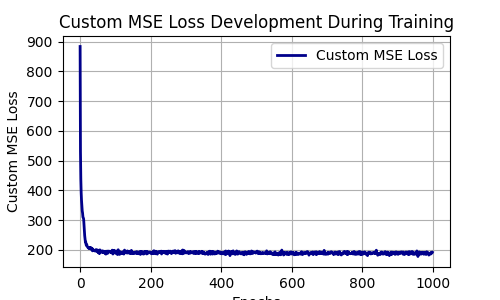 Custom MSE Loss Development During Training
Custom MSE Loss
Custom MSE Loss
900
800
700
600
500
400
300
200
0 200 400 600 800 1000
Epochs